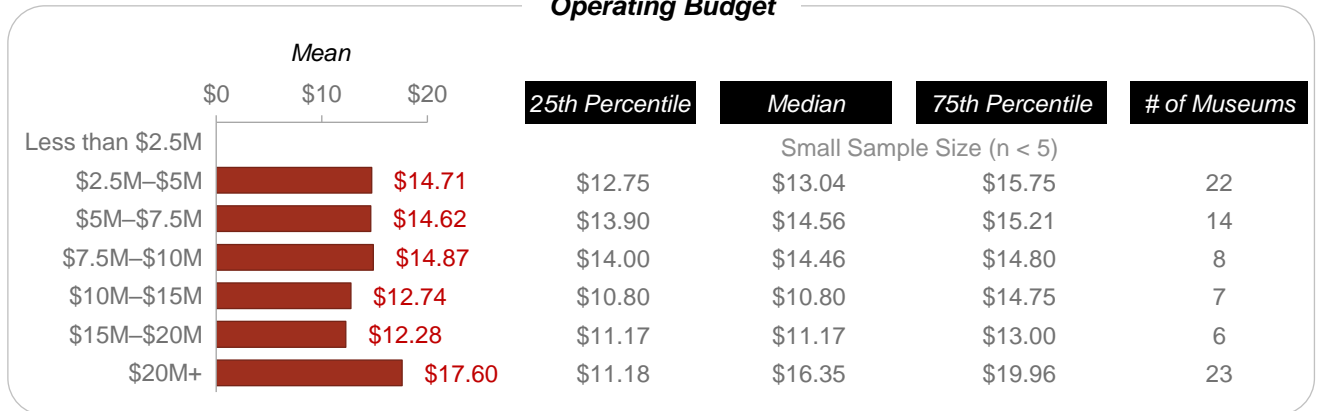 Operating Budget
Mean
$0 $10 $20
25th Percentile Median 75th Percentile # of Museums
Less than $2.5M Small Sample Size (n < 5)
$2.5M–$5M $14.71 $12.75 $13.04 $15.75 22
$5M–$7.5M $14.62 $13.90 $14.56 $15.21 14
$7.5M–$10M $14.87 $14.00 $14.46 $14.80 8
$10M–$15M $12.74 $10.80 $10.80 $14.75 7
$15M–$20M $12.28 $11.17 $11.17 $13.00 6
$20M+ $17.60 $11.18 $16.35 $19.96 23